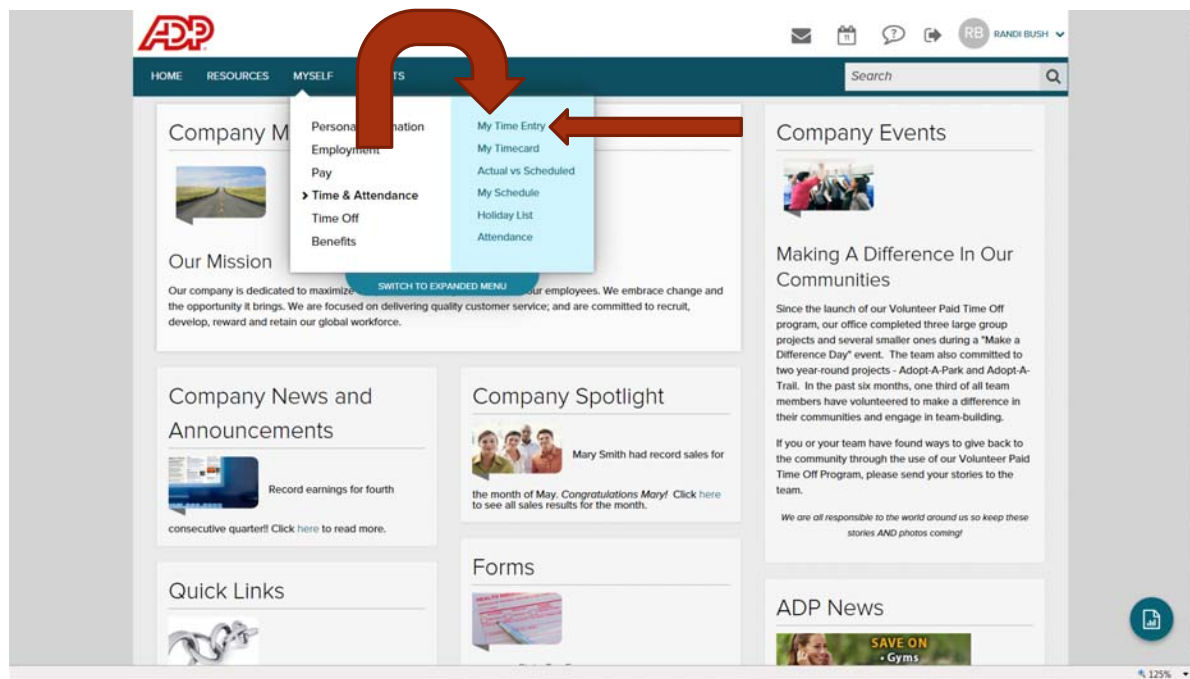 ADP
RB RANDI BUSH
11
?
HOME RESOURCES MYSELF TS
Search
Personal mation
Employment
Pay
Time & Attendance
Time Off
Benefits
My Time Entry
My Timecard
Actual vs Scheduled
My Schedule
Holiday List
Attendance
SWITCH TO EXPANDED MENU
Company M
Our Mission
Our company is dedicated to maximize our employees. We embrace change and
the opportunity it brings. We are focused on delivering quality customer service; and are committed to recruit,
develop, reward and retain our global workforce.
Company News and
Announcements
Record earnings for fourth
consecutive quarter!! Click here to read more.
Quick Links
Company Spotlight
Mary Smith had record sales for
the month of May. Congratulations Mary! Click here
to see all sales results for the month.
Forms
Company Events
Making A Difference In Our
Communities
Since the launch of our Volunteer Paid Time Off
program, our office completed three large group
projects and several smaller ones during a "Make a
Difference Day" event. The team also committed to
two year-round projects - Adopt-A-Park and Adopt-A-
Trail. In the past six months, one third of all team
members have volunteered to make a difference in
their communities and engage in team-building.
If you or your team have found ways to give back to
the community through the use of our Volunteer Paid
Time Off Program, please send your stories to the
team.
We are all responsible to the world around us so keep these
stories AND photos coming!
ADP News
SAVE ON
• Gyms
125%